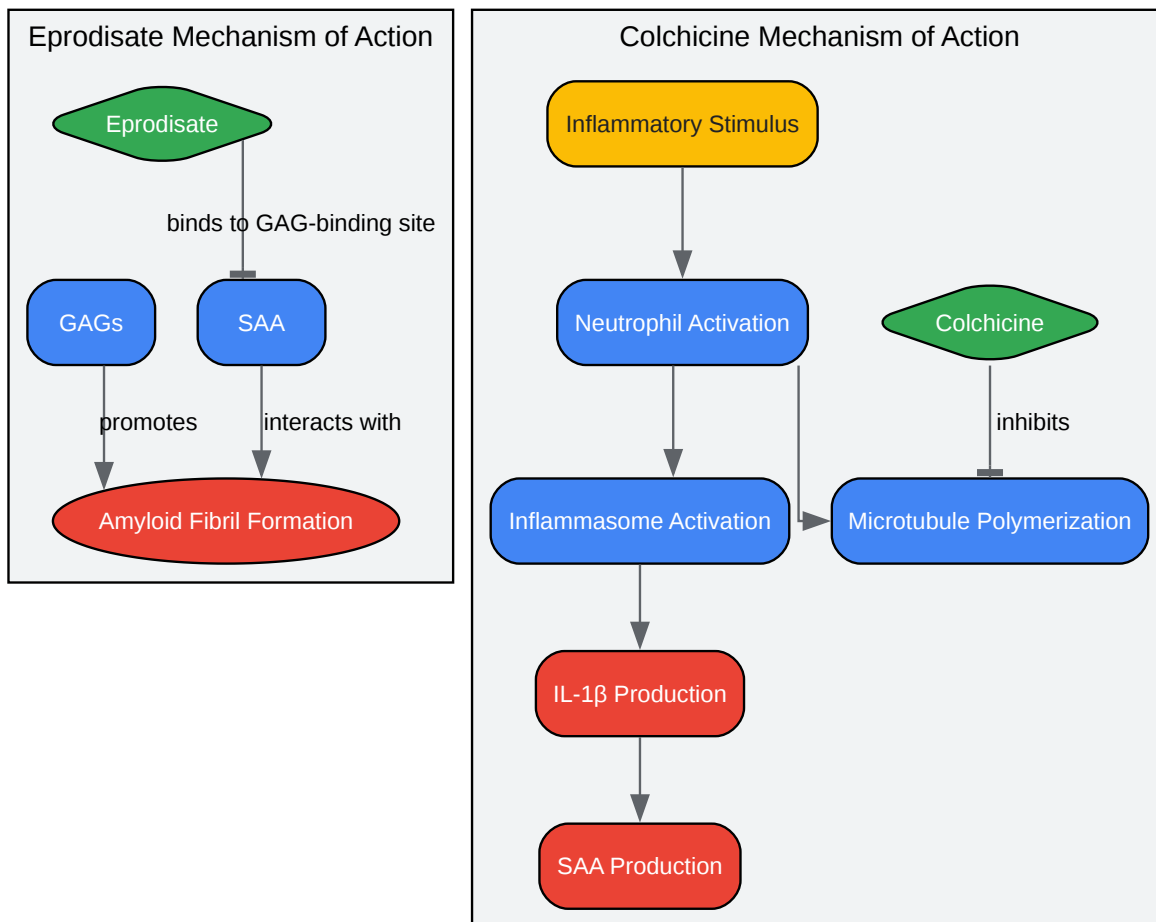 Eprodisate Mechanism of Action
Eprodisate
binds to GAG-binding site
GAGs
SAA
promotes
interacts with
Amyloid Fibril Formation
Colchicine Mechanism of Action
Inflammatory Stimulus
Neutrophil Activation
Colchicine
inhibits
Inflammasome Activation
Microtubule Polymerization
IL-1β Production
SAA Production